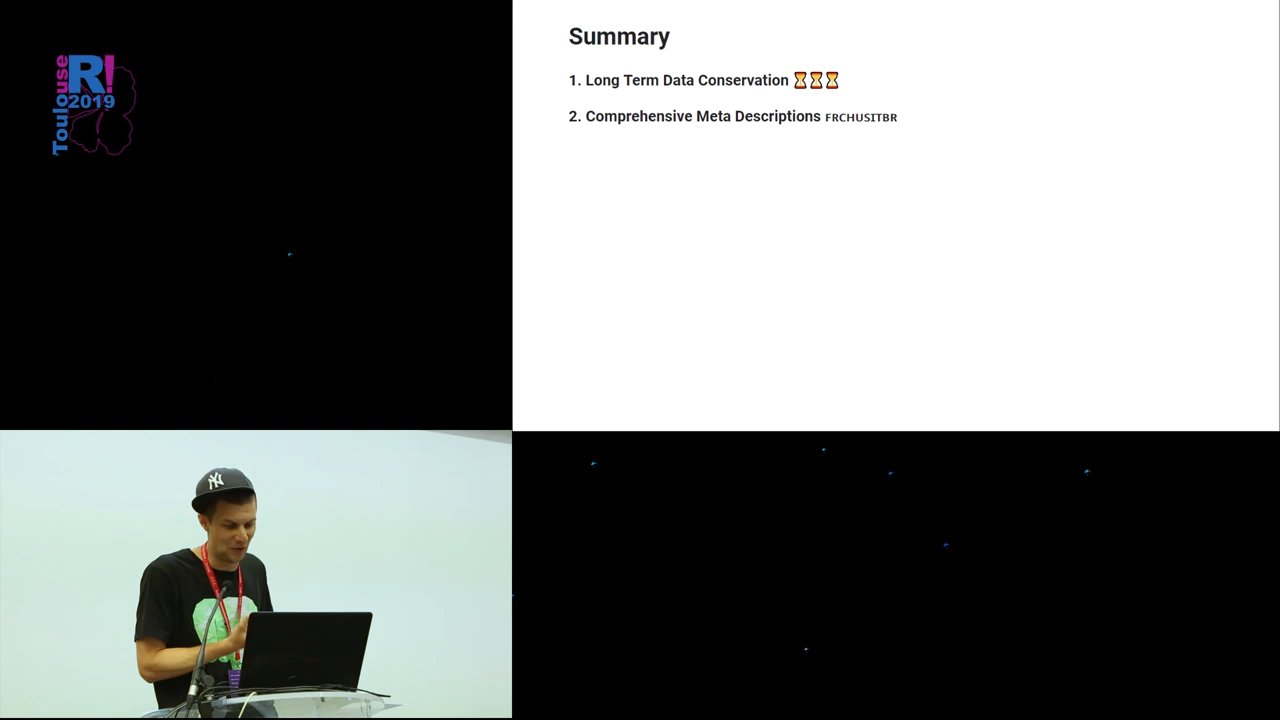 Toulouse
R!
2019
Summary
1. Long Term Data Conservation ⌛⌛⌛
2. Comprehensive Meta Descriptions FRCHUSITBR
NY